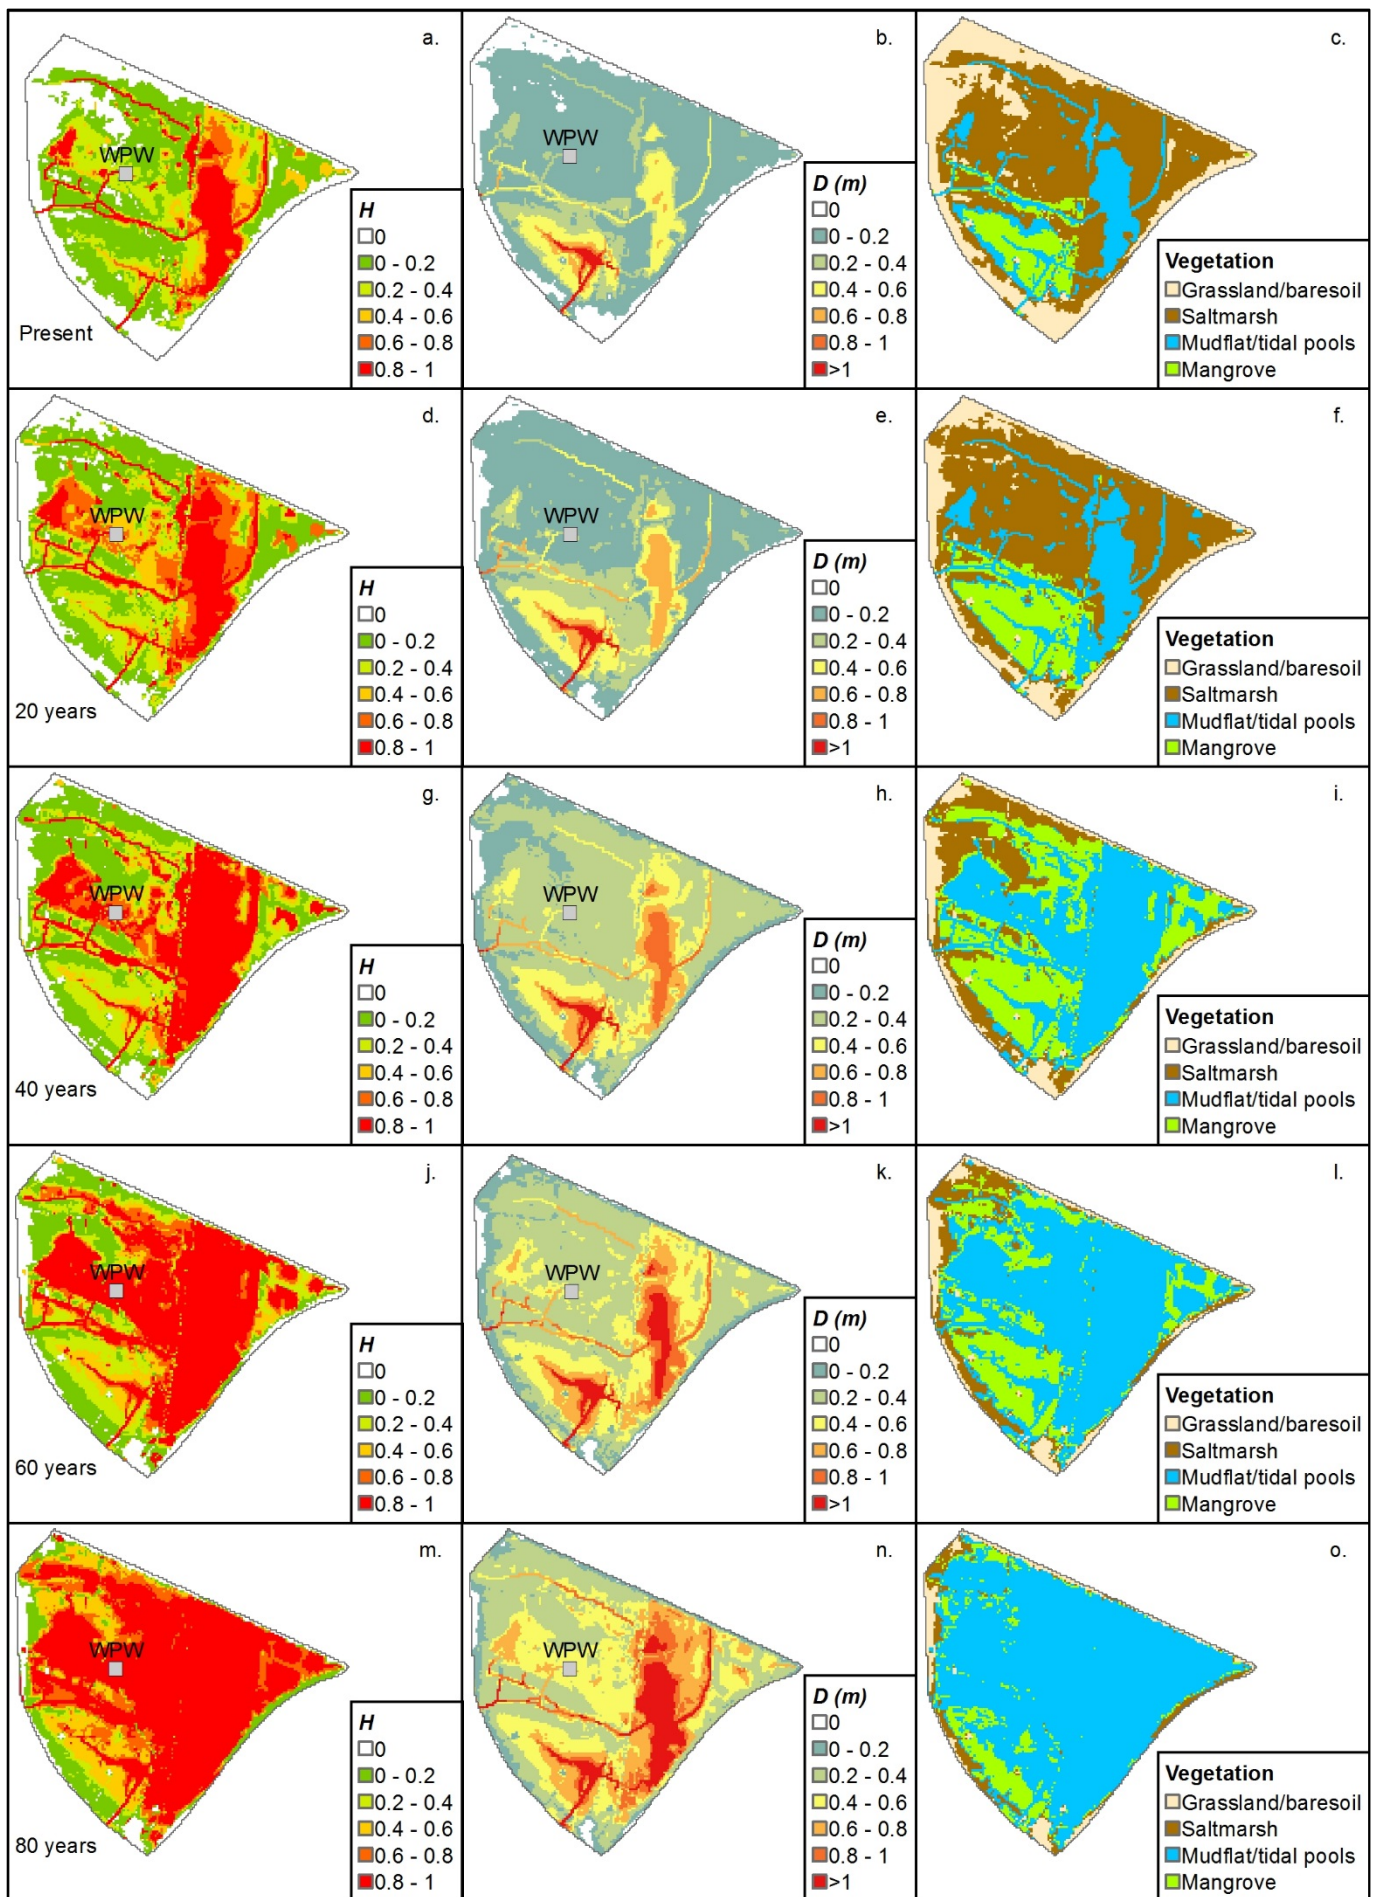 a.
WPW
H
0
0 - 0.2
0.2 - 0.4
0.4 - 0.6
0.6 - 0.8
0.8 - 1
Present
b.
WPW
D (m)
0
0 - 0.2
0.2 - 0.4
0.4 - 0.6
0.6 - 0.8
0.8 - 1
>1
c.
Vegetation
Grassland/baresoil
Saltmarsh
Mudflat/tidal pools
Mangrove
d.
WPW
H
0
0 - 0.2
0.2 - 0.4
0.4 - 0.6
0.6 - 0.8
0.8 - 1
20 years
e.
WPW
D (m)
0
0 - 0.2
0.2 - 0.4
0.4 - 0.6
0.6 - 0.8
0.8 - 1
>1
f.
Vegetation
Grassland/baresoil
Saltmarsh
Mudflat/tidal pools
Mangrove
g.
WPW
H
0
0 - 0.2
0.2 - 0.4
0.4 - 0.6
0.6 - 0.8
0.8 - 1
40 years
h.
WPW
D (m)
0
0 - 0.2
0.2 - 0.4
0.4 - 0.6
0.6 - 0.8
0.8 - 1
>1
i.
Vegetation
Grassland/baresoil
Saltmarsh
Mudflat/tidal pools
Mangrove
j.
WPW
H
0
0 - 0.2
0.2 - 0.4
0.4 - 0.6
0.6 - 0.8
0.8 - 1
60 years
k.
WPW
D (m)
0
0 - 0.2
0.2 - 0.4
0.4 - 0.6
0.6 - 0.8
0.8 - 1
>1
l.
Vegetation
Grassland/baresoil
Saltmarsh
Mudflat/tidal pools
Mangrove
m.
WPW
H
0
0 - 0.2
0.2 - 0.4
0.4 - 0.6
0.6 - 0.8
0.8 - 1
80 years
n.
WPW
D (m)
0
0 - 0.2
0.2 - 0.4
0.4 - 0.6
0.6 - 0.8
0.8 - 1
>1
o.
Vegetation
Grassland/baresoil
Saltmarsh
Mudflat/tidal pools
Mangrove